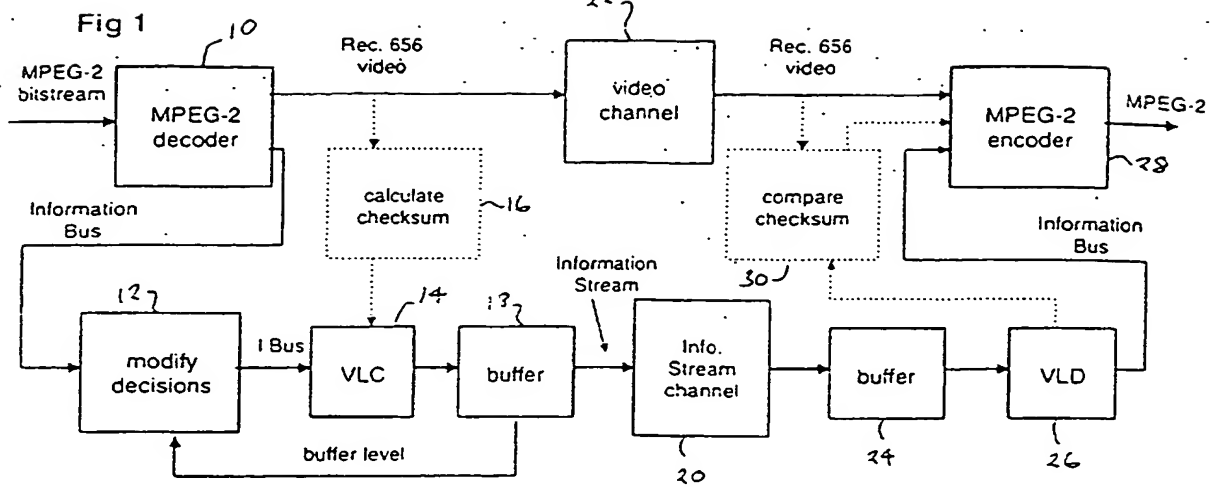 Fig 1
10
MPEG-2
bitstream
MPEG-2
decoder
Rec. 656
video
video
channel
Rec. 656
video
MPEG-2
encoder
MPEG-2
28
calculate
checksum
16
compare
checksum
30
Information
Bus
Information
Bus
Information
Stream
12
modify
decisions
I Bus
14
VLC
buffer
Info.
Stream
channel
20
buffer
24
VLD
26
buffer level